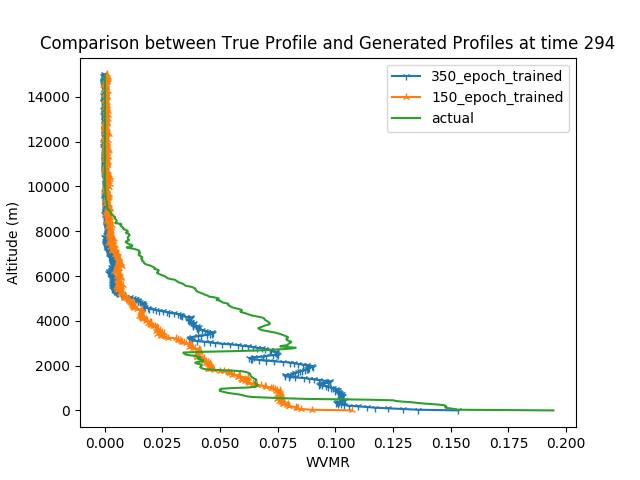 Comparison between True Profile and Generated Profiles at time 294
350_epoch_trained
150_epoch_trained
actual
Altitude (m)
14000
12000
10000
8000
6000
4000
2000
0
0.000 0.025 0.050 0.075 0.100 0.125 0.150 0.175 0.200
WVMR